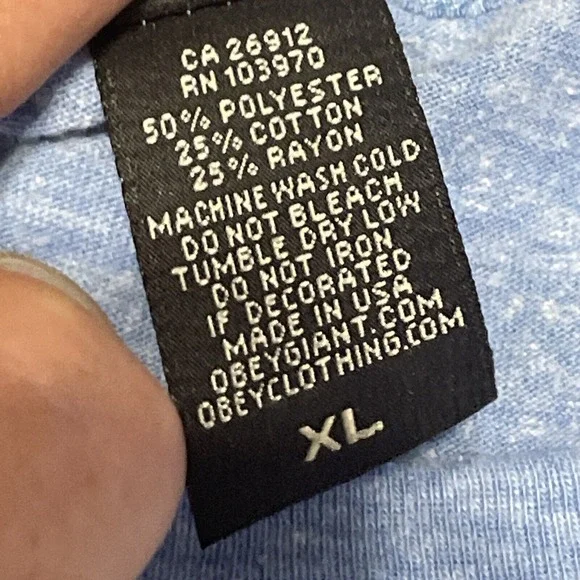 CA 26912
RN 103970
50% POLYESTER
25% COTTON
25% RAYON
MACHINE WASH COLD
DO NOT BLEACH
TUMBLE DRY LOW
DO NOT IRON
IF DECORATED
MADE IN USA
OBEYGIANT.COM
OBEYCLOTHING.COM
XL